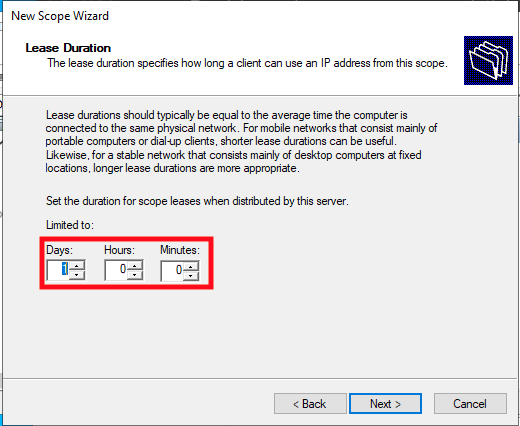 New Scope Wizard
Lease Duration
The lease duration specifies how long a client can use an IP address from this scope.
Lease durations should typically be equal to the average time the computer is
connected to the same physical network. For mobile networks that consist mainly of
portable computers or dial-up clients, shorter lease durations can be useful.
Likewise, for a stable network that consists mainly of desktop computers at fixed
locations, longer lease durations are more appropriate.
Set the duration for scope leases when distributed by this server.
Limited to:
Days: Hours: Minutes:
1 0 0
< Back Next > Cancel